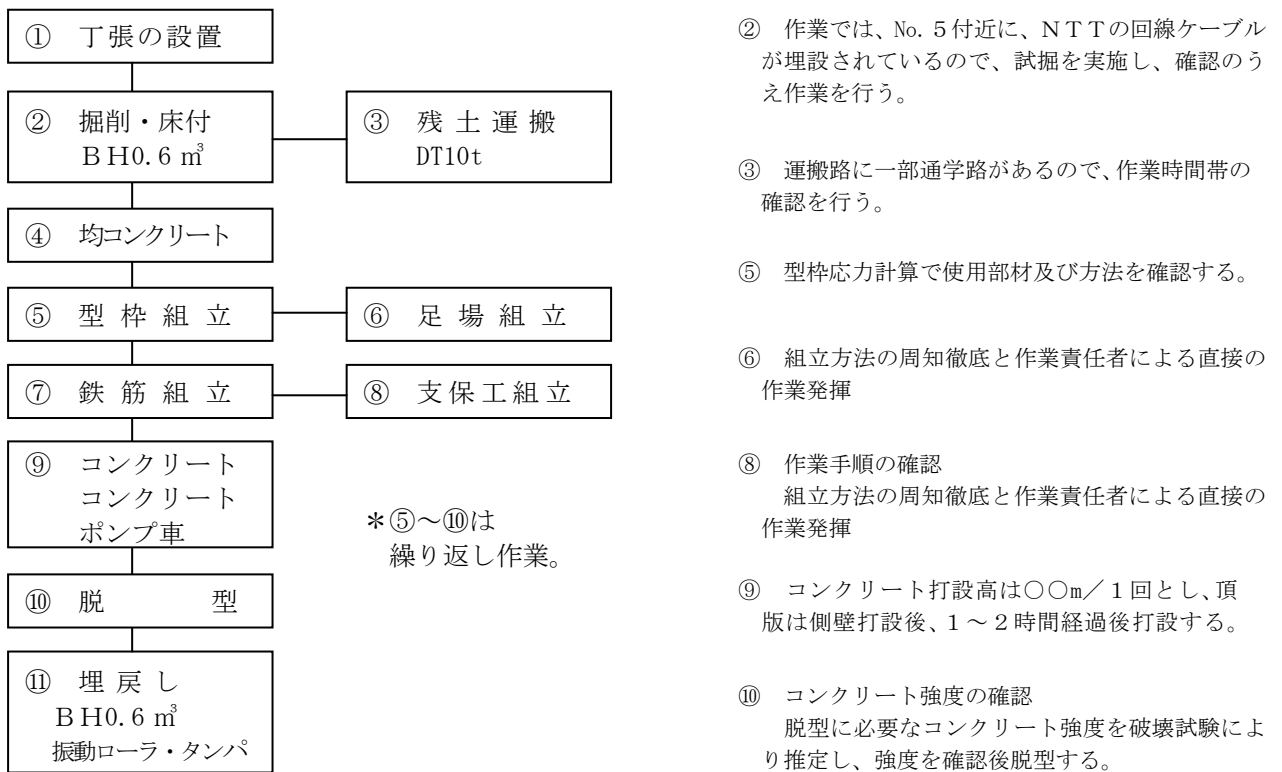 ① 丁張の設置
② 掘削・床付
BH0.6㎥
③ 残土運搬
DT10t
④ 均コンクリート
⑤ 型枠組立
⑥ 足場組立
⑦ 鉄筋組立
⑧ 支保工組立
⑨ コンクリート
コンクリート
ポンプ車
*⑤~⑩は
繰り返し作業。
⑩ 脱 型
⑪ 埋戻し
BH0.6㎥
振動ローラ・タンパ
② 作業では、No.5付近に、NTTの回線ケーブル
が埋設されているので、試掘を実施し、確認のう
え作業を行う。
③ 運搬路に一部通学路があるので、作業時間帯の
確認を行う。
⑤ 型枠応力計算で使用部材及び方法を確認する。
⑥ 組立方法の周知徹底と作業責任者による直接の
作業発揮
⑧ 作業手順の確認
組立方法の周知徹底と作業責任者による直接の
作業発揮
⑨ コンクリート打設高は○○m/1回とし、頂
版は側壁打設後、1~2時間経過後打設する。
⑩ コンクリート強度の確認
脱型に必要なコンクリート強度を破壊試験によ
り推定し、強度を確認後脱型する。